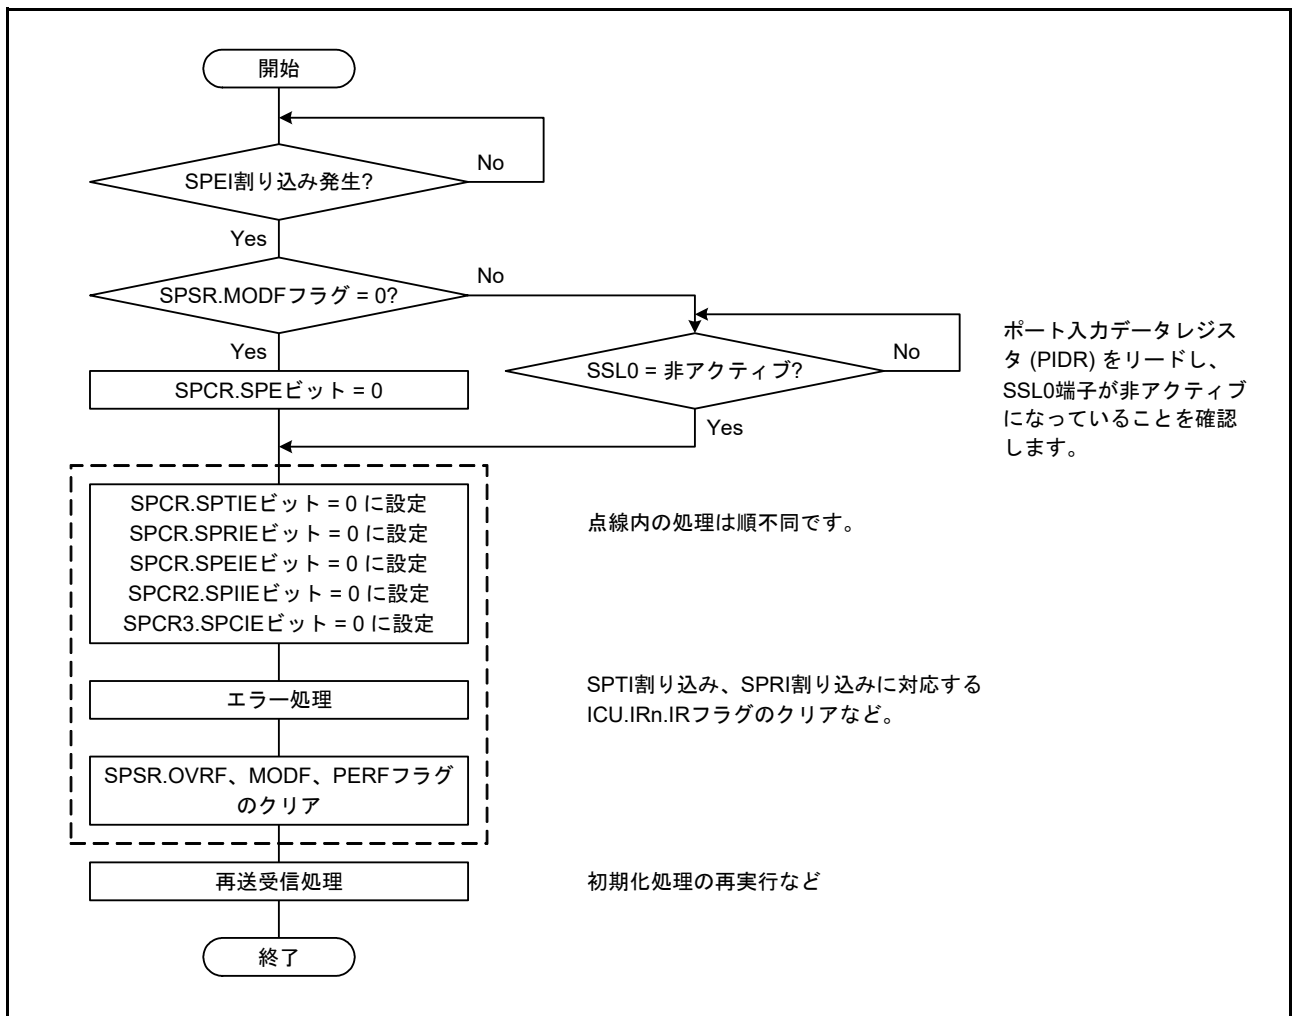 開始
SPEI割り込み発生?
No
Yes
SPSR.MODFフラグ = 0?
No
Yes
SPCR.SPEビット = 0
SSL0 = 非アクティブ?
No
Yes
ポート入力データレジス
タ (PIDR) をリードし、
SSL0端子が非アクティブ
になっていることを確認
します。
SPCR.SPTIEビット = 0 に設定
SPCR.SPRIEビット = 0 に設定
SPCR.SPEIEビット = 0 に設定
SPCR2.SPIIEビット = 0 に設定
SPCR3.SPCIEビット = 0 に設定
点線内の処理は順不同です。
エラー処理
SPTI割り込み、SPRI割り込みに対応する
ICU.IRn.IRフラグのクリアなど。
SPSR.OVRF、MODF、PERFフラグ
のクリア
再送受信処理
初期化処理の再実行など
終了